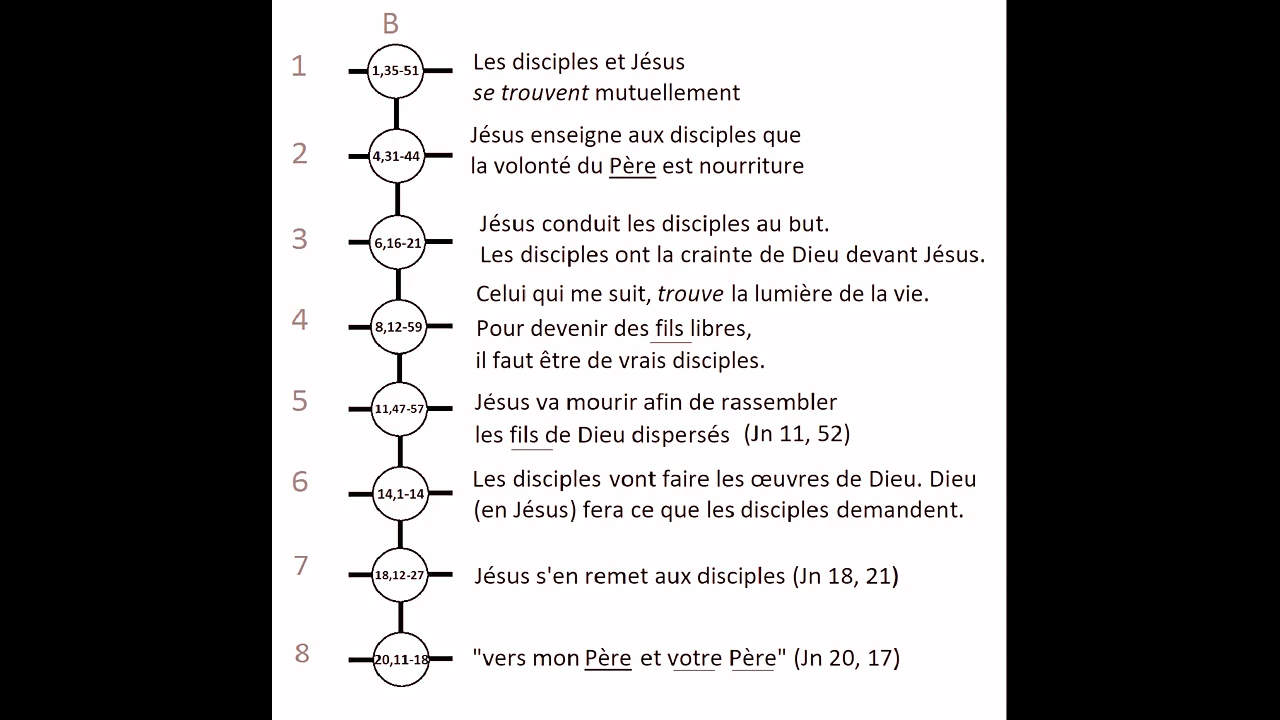 B
1
1,35-51
Les disciples et Jésus
se trouvent mutuellement
2
4,31-44
Jésus enseigne aux disciples que
la volonté du Père est nourriture
3
6,16-21
Jésus conduit les disciples au but.
Les disciples ont la crainte de Dieu devant Jésus.
4
8,12-59
Celui qui me suit, trouve la lumière de la vie.
Pour devenir des fils libres,
il faut être de vrais disciples.
5
11,47-57
Jésus va mourir afin de rassembler
les fils de Dieu dispersés (Jn 11, 52)
6
14,1-14
Les disciples vont faire les œuvres de Dieu. Dieu
(en Jésus) fera ce que les disciples demandent.
7
18,12-27
Jésus s'en remet aux disciples (Jn 18, 21)
8
20,11-18
"vers mon Père et votre Père" (Jn 20, 17)